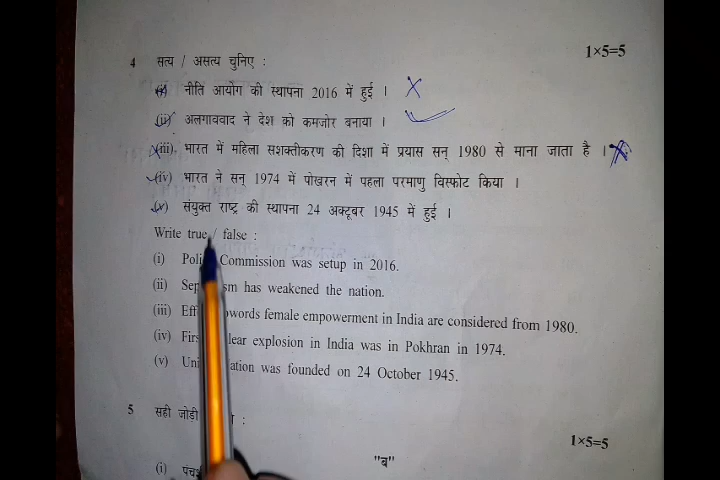 4 सत्य / असत्य चुनिए : 1×5=5
(i) नीति आयोग की स्थापना 2016 में हुई ।
(ii) अलगाववाद ने देश को कमजोर बनाया ।
(iii) भारत में महिला सशक्तीकरण की दिशा में प्रयास सन् 1980 से माना जाता है ।
(iv) भारत ने सन् 1974 में पोखरन में पहला परमाणु विस्फोट किया ।
(v) संयुक्त राष्ट्र की स्थापना 24 अक्टूबर 1945 में हुई ।
Write true / false :
(i) Commission was setup in 2016.
(ii) has weakened the nation.
(iii) female empowerment in India are considered from 1980.
(iv) explosion in India was in Pokhran in 1974.
(v) was founded on 24 October 1945.
5 सही जोड़ी :
1×5=5
"ब"
(i)